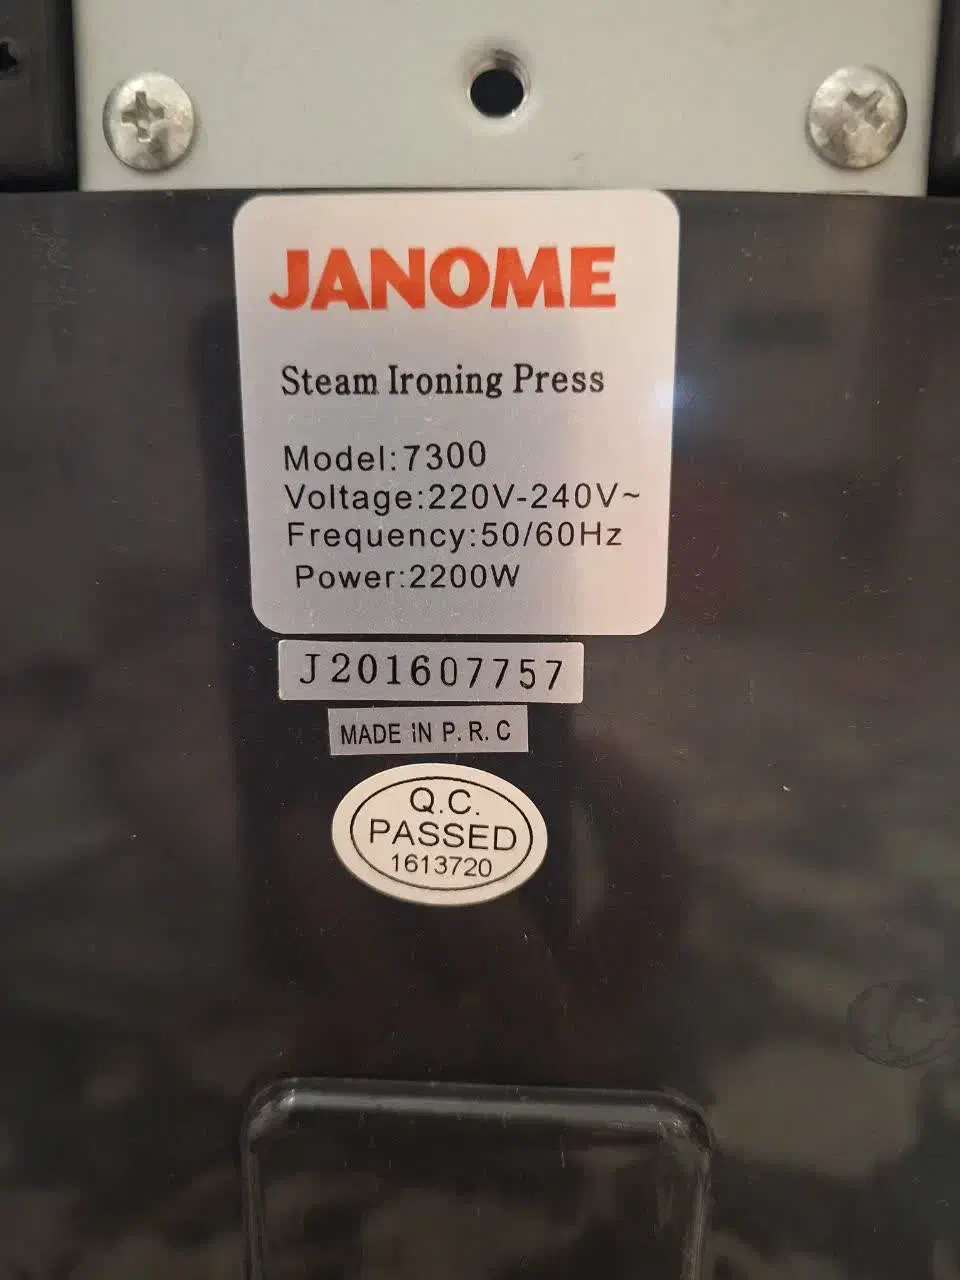 JANOME
Steam Ironing Press
Model:7300
Voltage:220V-240V~
Frequency:50/60Hz
Power:2200W
J201607757
MADE IN P. R. C
Q.C.
PASSED
1613720